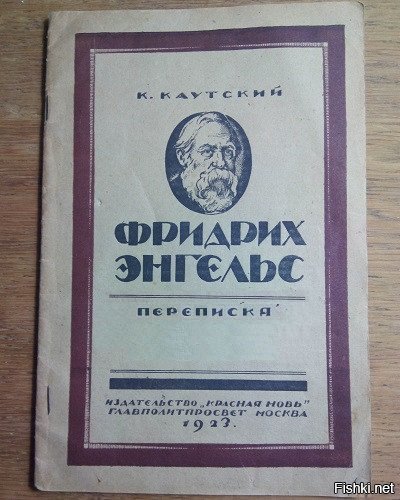 К. КАУТСКИЙ
ФРИДРИХ
ЭНГЕЛЬС
ПЕРЕПИСКА
ИЗДАТЕЛЬСТВО „КРАСНАЯ НОВЬ"
ГЛАВПОЛИТПРОСВЕТ МОСКВА
1923.
Fishki.net